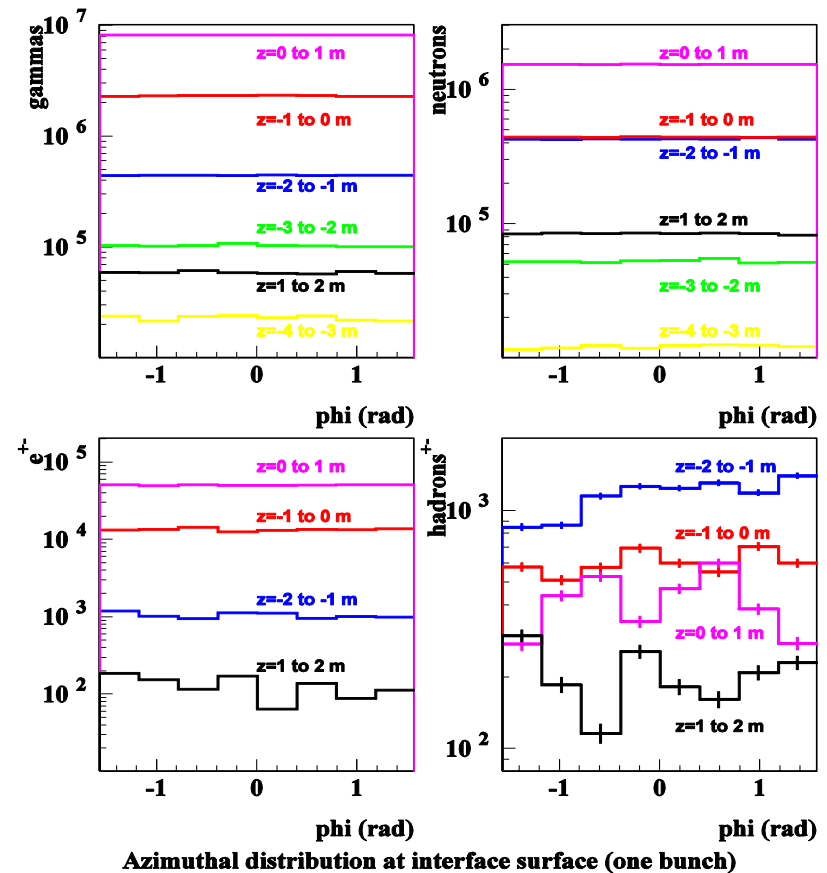 gammas
10^7
10^6
10^5
z=0 to 1 m
z=-1 to 0 m
z=-2 to -1 m
z=-3 to -2 m
z=1 to 2 m
z=-4 to -3 m
-1 0 1
phi (rad)
neutrons
10^6
10^5
z=0 to 1 m
z=-1 to 0 m
z=-2 to -1 m
z=1 to 2 m
z=-3 to -2 m
z=-4 to -3 m
-1 0 1
phi (rad)
e^+-
10^5
10^4
10^3
10^2
z=0 to 1 m
z=-1 to 0 m
z=-2 to -1 m
z=1 to 2 m
-1 0 1
phi (rad)
hadrons^+-
10^3
10^2
z=-2 to -1 m
z=-1 to 0 m
z=0 to 1 m
z=1 to 2 m
-1 0 1
phi (rad)
Azimuthal distribution at interface surface (one bunch)